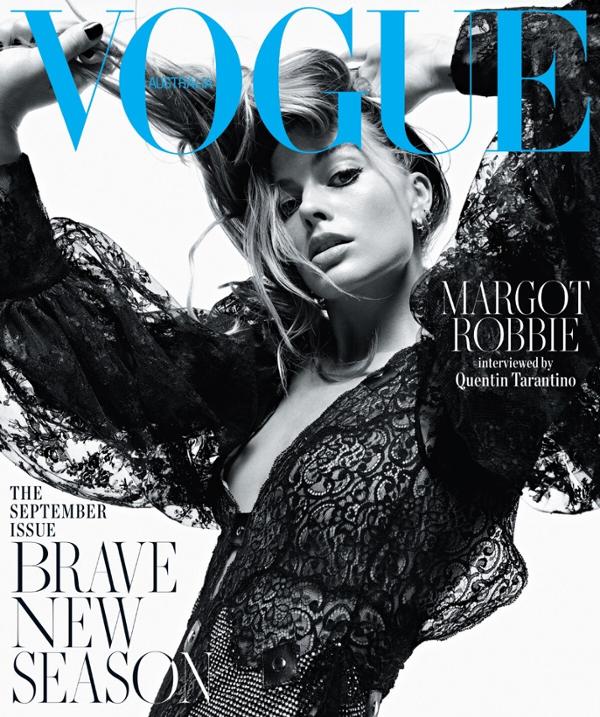 VOGUE
AUSTRALIA
MARGOT
ROBBIE
interviewed by
Quentin Tarantino
THE
SEPTEMBER
ISSUE
BRAVE
NEW
SEASON